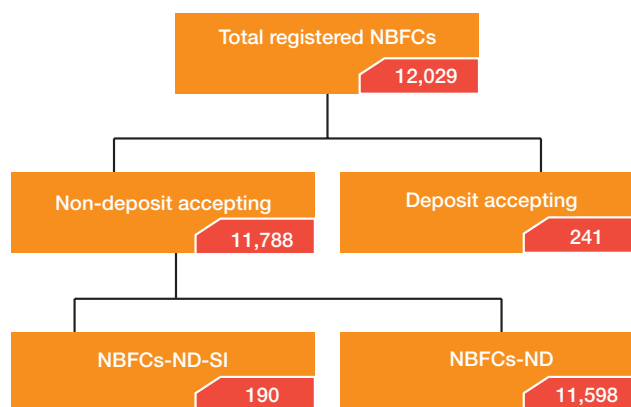 Total registered NBFCs
12,029
Non-deposit accepting
11,788
Deposit accepting
241
NBFCs-ND-SI
190
NBFCs-ND
11,598